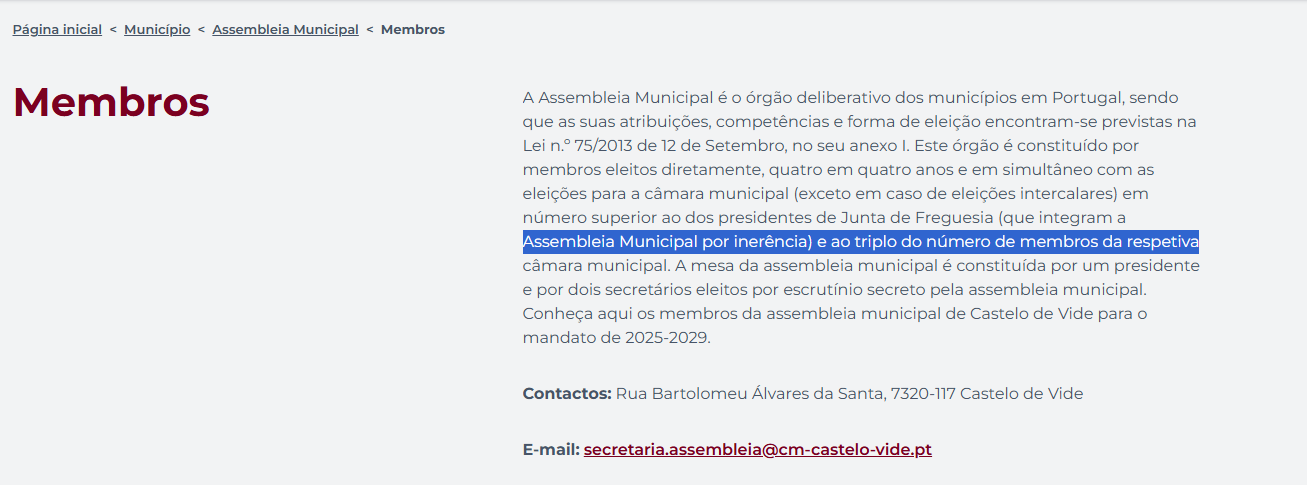 Página inicial < Município < Assembleia Municipal < Membros
Membros
A Assembleia Municipal é o órgão deliberativo dos municípios em Portugal, sendo
que as suas atribuições, competências e forma de eleição encontram-se previstas na
Lei n.º 75/2013 de 12 de Setembro, no seu anexo I. Este órgão é constituído por
membros eleitos diretamente, quatro em quatro anos e em simultâneo com as
eleições para a câmara municipal (exceto em caso de eleições intercalares) em
número superior ao dos presidentes de Junta de Freguesia (que integram a
Assembleia Municipal por inerência) e ao triplo do número de membros da respetiva
câmara municipal. A mesa da assembleia municipal é constituída por um presidente
e por dois secretários eleitos por escrutínio secreto pela assembleia municipal.
Conheça aqui os membros da assembleia municipal de Castelo de Vide para o
mandato de 2025-2029.
Contactos: Rua Bartolomeu Álvares da Santa, 7320-117 Castelo de Vide
E-mail: secretaria.assembleia@cm-castelo-vide.pt